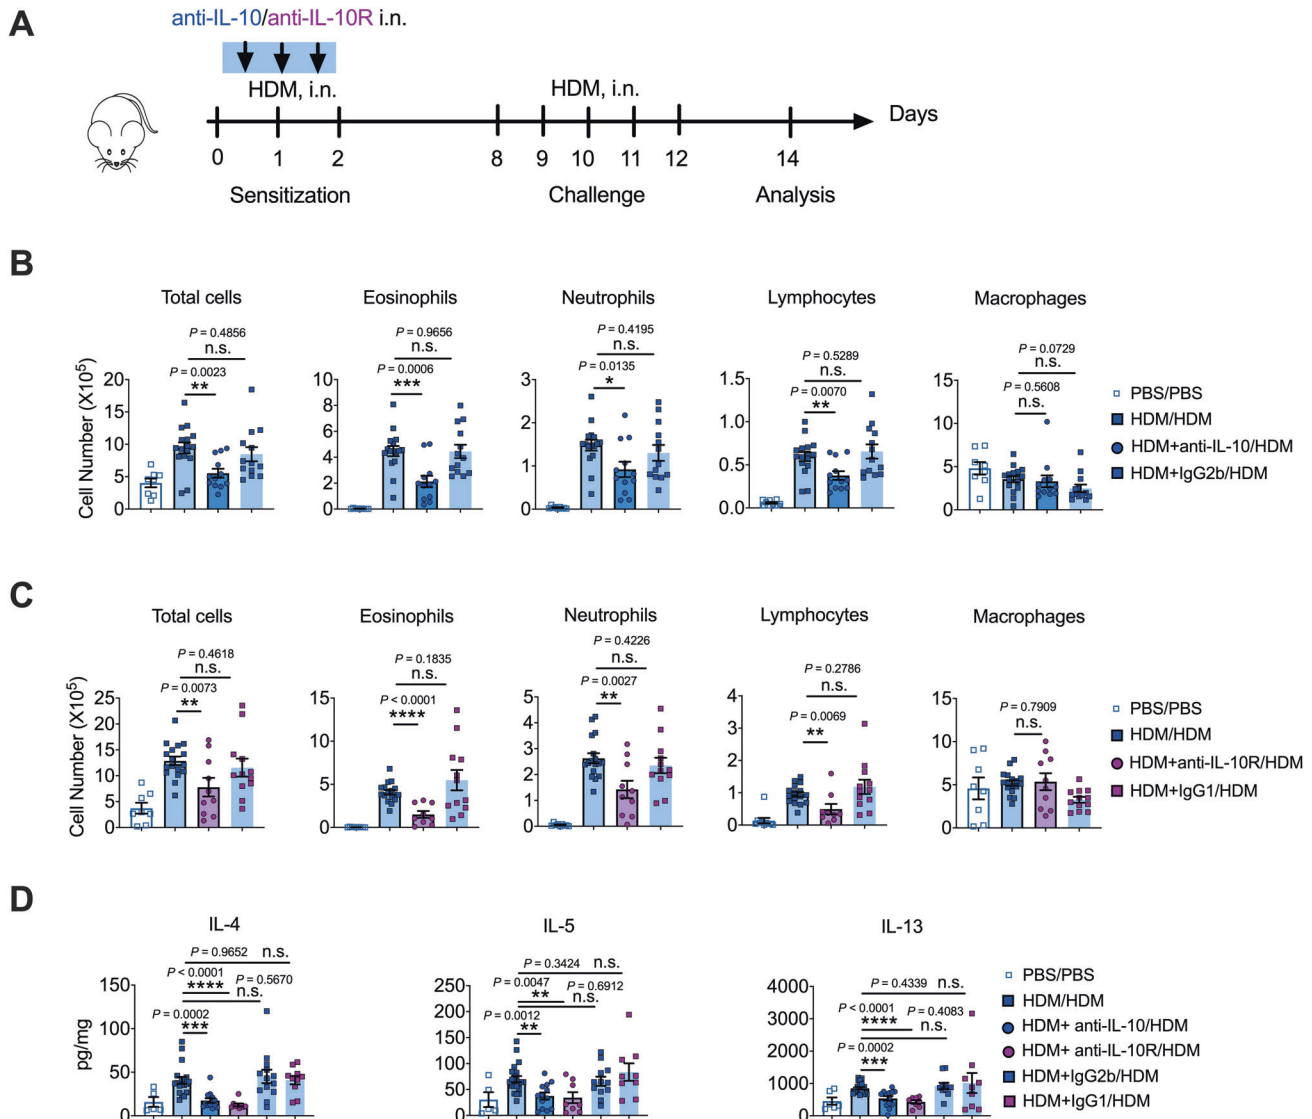 A
anti-IL-10/anti-IL-10R i.n.
HDM, i.n. HDM, i.n.
Days
0 1 2 8 9 10 11 12 14
Sensitization Challenge Analysis
B
Total cells Eosinophils Neutrophils Lymphocytes Macrophages
P = 0.4856 P = 0.9656 P = 0.4195 P = 0.5289 P = 0.0729
n.s. n.s. n.s. n.s. n.s.
P = 0.0023 P = 0.0006 P = 0.0135 P = 0.0070 P = 0.5608
** *** * ** n.s.
Cell Number (X10⁵)
20 15 10 5 0
10 8 6 4 2 0
3 2 1 0
1.5 1.0 0.5 0.0
15 10 5 0
PBS/PBS
HDM/HDM
HDM+anti-IL-10/HDM
HDM+IgG2b/HDM
C
Total cells Eosinophils Neutrophils Lymphocytes Macrophages
P = 0.4618 P = 0.1835 P = 0.4226 P = 0.2786 P = 0.7909
n.s. n.s. n.s. n.s. n.s.
P = 0.0073 P < 0.0001 P = 0.0027 P = 0.0069
** **** ** **
Cell Number (X10⁵)
25 20 15 10 5 0
15 10 5 0
5 4 3 2 1 0
4 3 2 1 0
15 10 5 0
PBS/PBS
HDM/HDM
HDM+anti-IL-10R/HDM
HDM+IgG1/HDM
D
IL-4 IL-5 IL-13
P = 0.9652 n.s. P = 0.3424 n.s. P = 0.4339 n.s.
P < 0.0001 P = 0.5670 P = 0.0047 P = 0.6912 P < 0.0001 P = 0.4083
**** n.s. ** n.s. **** n.s.
P = 0.0002 P = 0.0012 P = 0.0002
*** ** ***
pg/mg
150 100 50 0
250 200 150 100 50 0
4000 3000 2000 1000 0
PBS/PBS
HDM/HDM
HDM+ anti-IL-10/HDM
HDM+ anti-IL-10R/HDM
HDM+IgG2b/HDM
HDM+IgG1/HDM